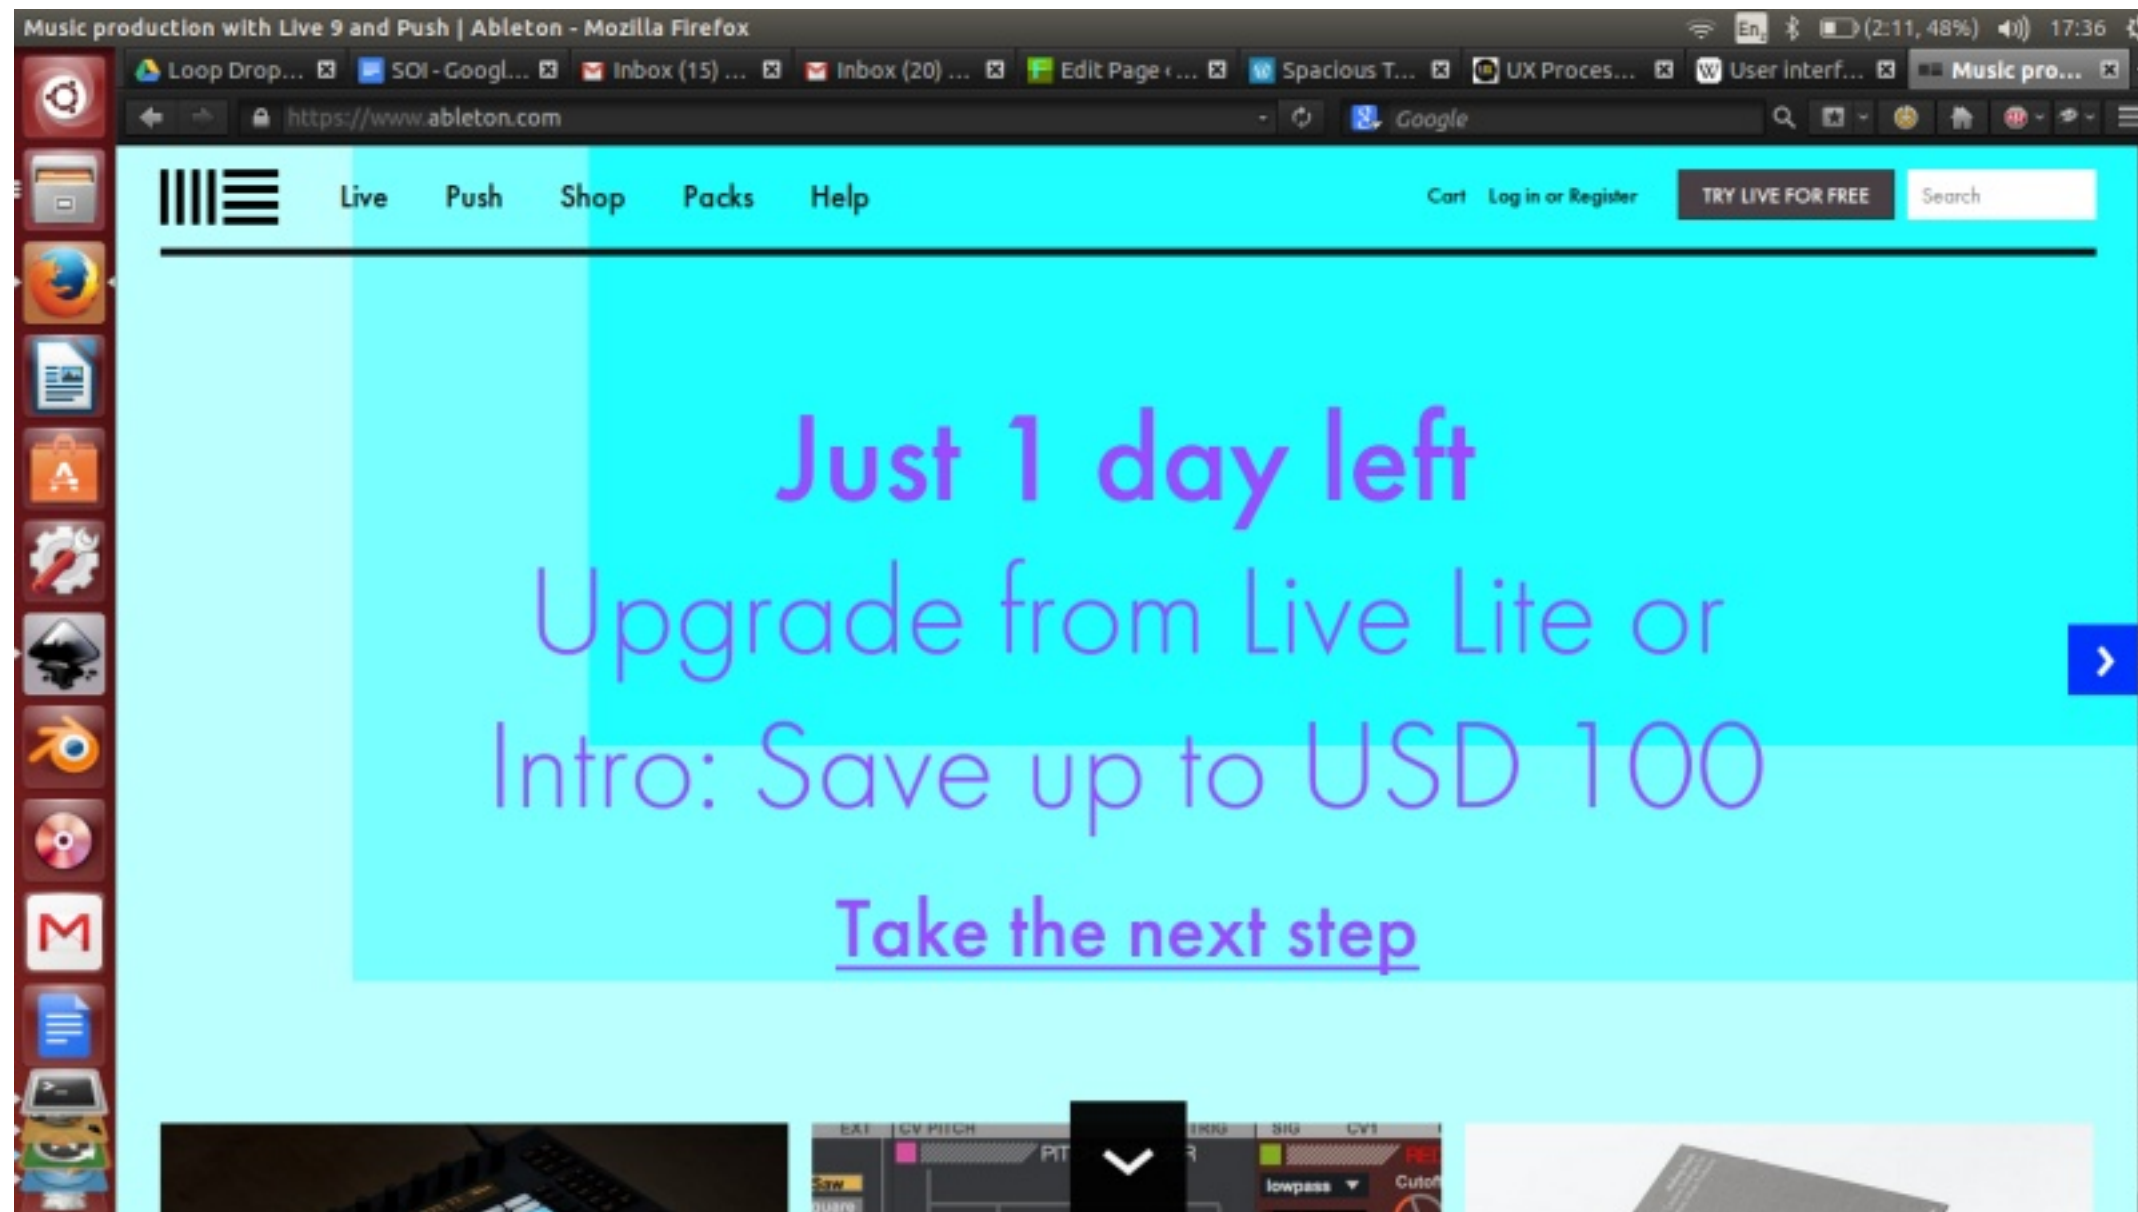 Music production with Live 9 and Push | Ableton - Mozilla Firefox
En (2:11, 48%) 17:36
Loop Drop... SOI - Googl... Inbox (15) ... Inbox (20) ... Edit Page ‹ ... Spacious T... UX Proces... User interf... Music pro...
https://www.ableton.com Google
Live Push Shop Packs Help Cart Log in or Register TRY LIVE FOR FREE Search
Just 1 day left
Upgrade from Live Lite or
Intro: Save up to USD 100
Take the next step
EXT CV PITCH TRIG SIG CV1
lowpass
Saw